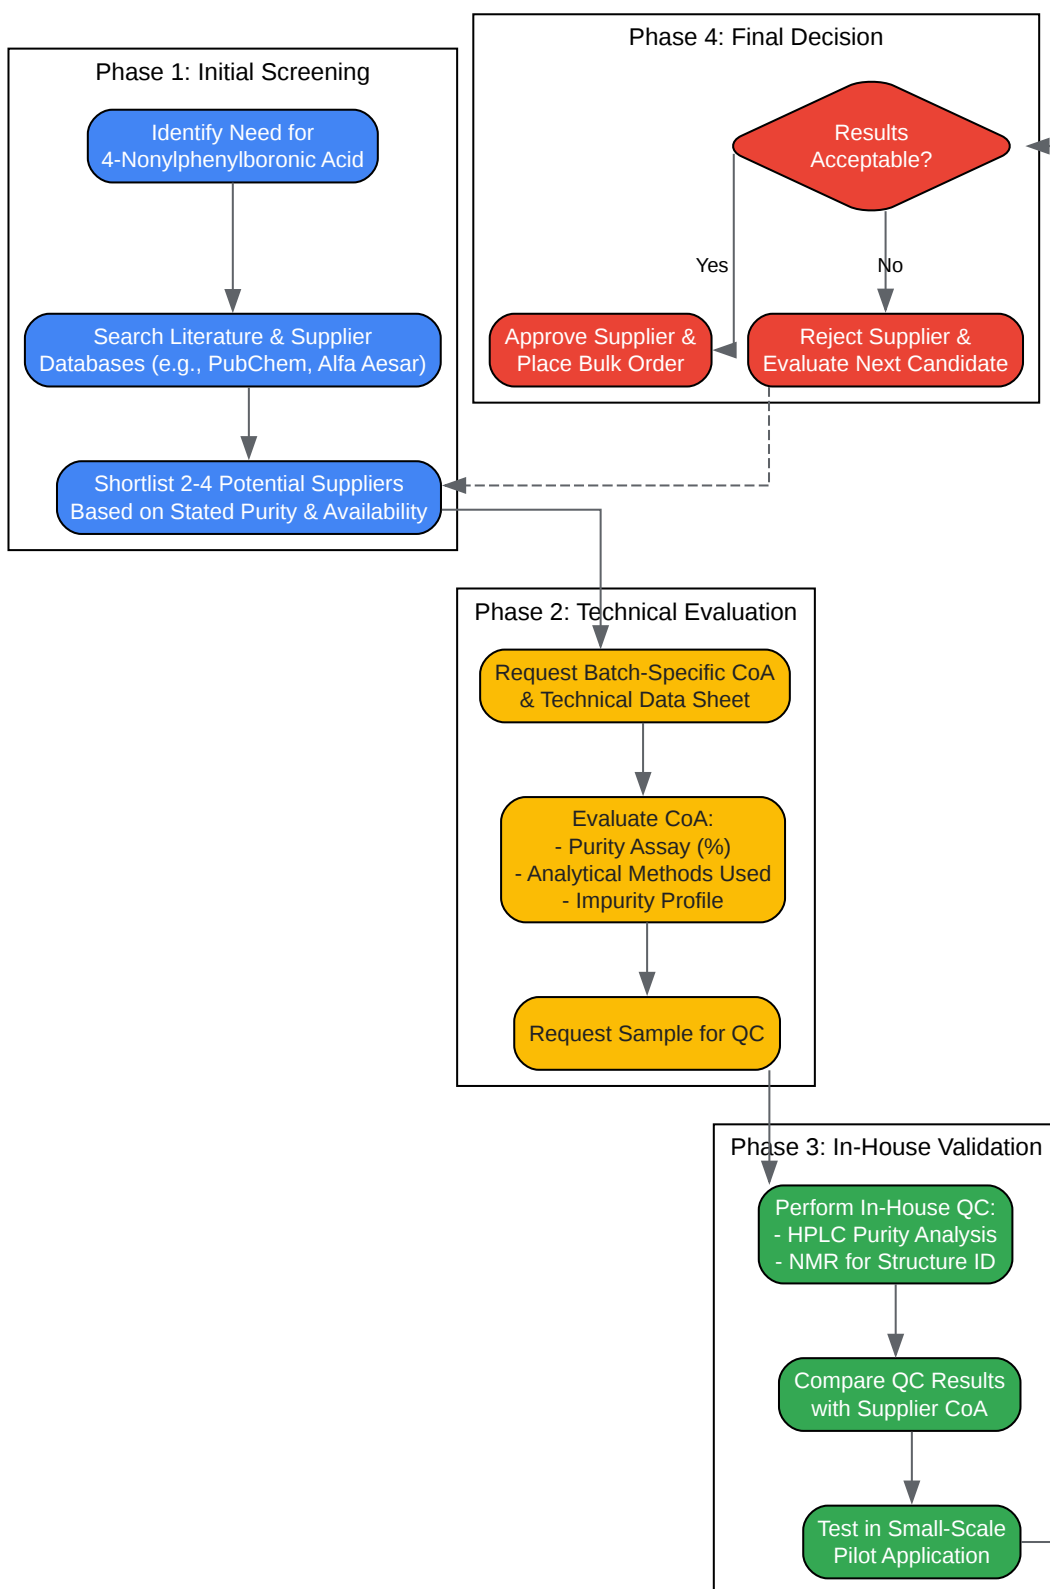 Phase 1: Initial Screening
Identify Need for
4-Nonylphenylboronic Acid
Search Literature & Supplier
Databases (e.g., PubChem, Alfa Aesar)
Shortlist 2-4 Potential Suppliers
Based on Stated Purity & Availability
Phase 4: Final Decision
Results
Acceptable?
Yes
No
Approve Supplier &
Place Bulk Order
Reject Supplier &
Evaluate Next Candidate
Phase 2: Technical Evaluation
Request Batch-Specific CoA
& Technical Data Sheet
Evaluate CoA:
- Purity Assay (%)
- Analytical Methods Used
- Impurity Profile
Request Sample for QC
Phase 3: In-House Validation
Perform In-House QC:
- HPLC Purity Analysis
- NMR for Structure ID
Compare QC Results
with Supplier CoA
Test in Small-Scale
Pilot Application